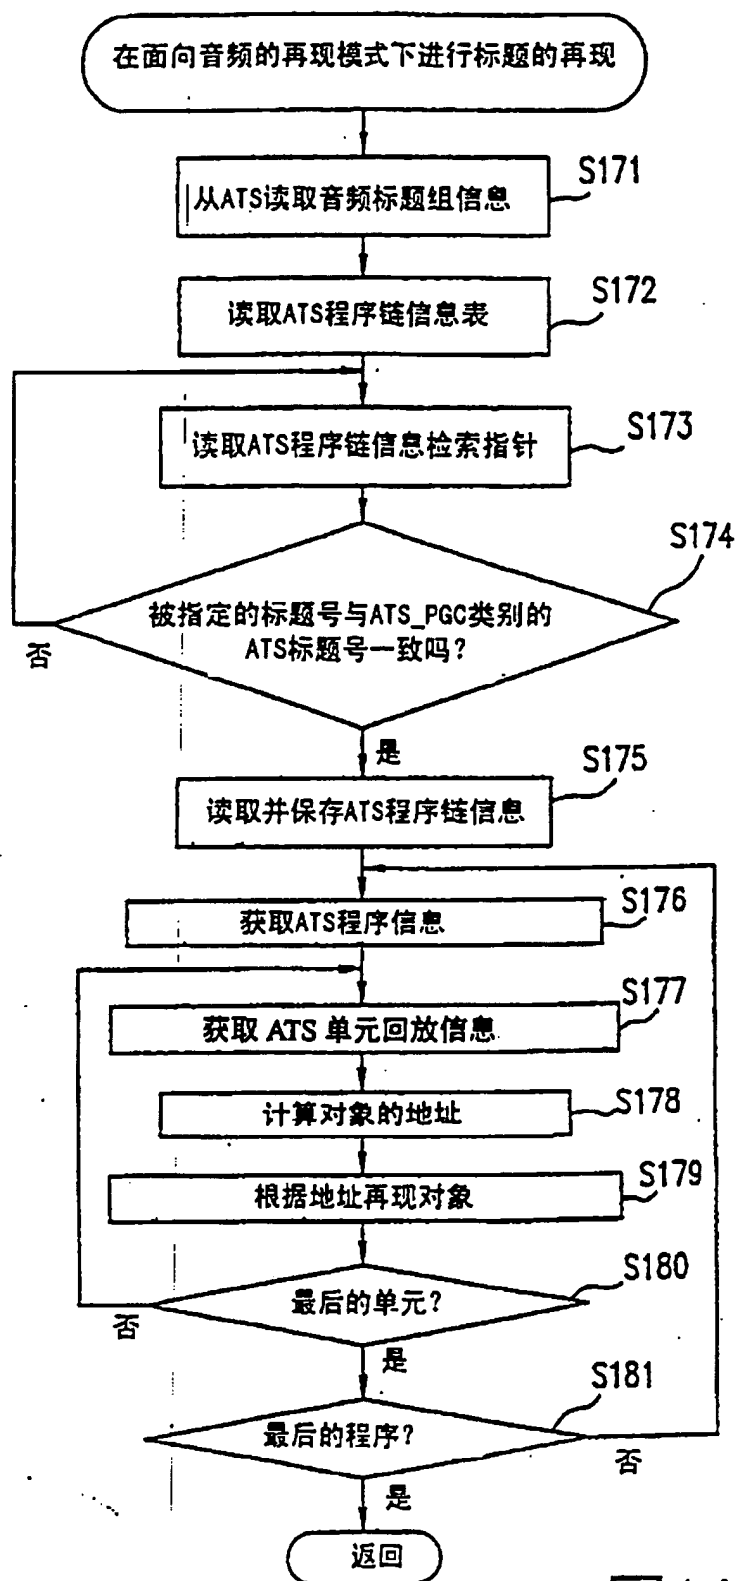 在面向音频的再现模式下进行标题的再现
S171
从ATS读取音频标题组信息
S172
读取ATS程序链信息表
S173
读取ATS程序链信息检索指针
S174
被指定的标题号与ATS_PGC类别的
ATS标题号一致吗?
否
是
S175
读取并保存ATS程序链信息
S176
获取ATS程序信息
S177
获取 ATS 单元回放信息
S178
计算对象的地址
S179
根据地址再现对象
S180
最后的单元?
否
是
S181
最后的程序?
否
是
返回